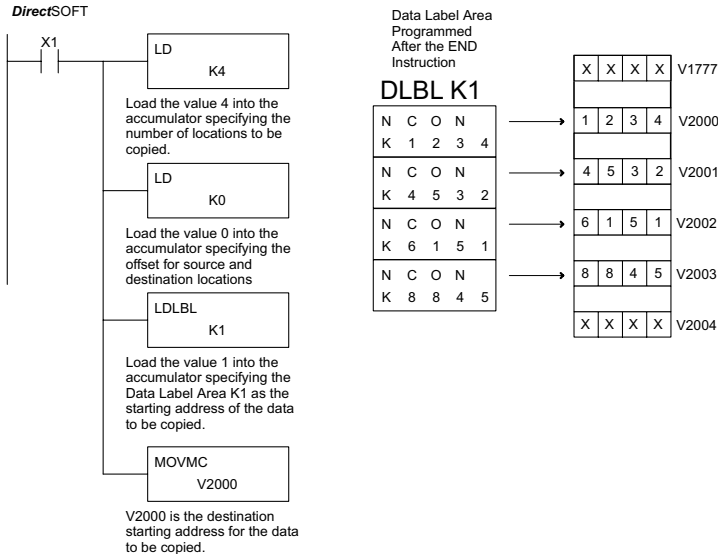 DirectSOFT
X1
LD
K4
Load the value 4 into the
accumulator specifying the
number of locations to be
copied.
LD
K0
Load the value 0 into the
accumulator specifying the
offset for source and
destination locations
LDLBL
K1
Load the value 1 into the
accumulator specifying the
Data Label Area K1 as the
starting address of the data
to be copied.
MOVMC
V2000
V2000 is the destination
starting address for the data
to be copied.
Data Label Area
Programmed
After the END
Instruction
DLBL K1
N C O N
K 1 2 3 4
N C O N
K 4 5 3 2
N C O N
K 6 1 5 1
N C O N
K 8 8 4 5
X X X X V1777
1 2 3 4 V2000
4 5 3 2 V2001
6 1 5 1 V2002
8 8 4 5 V2003
X X X X V2004